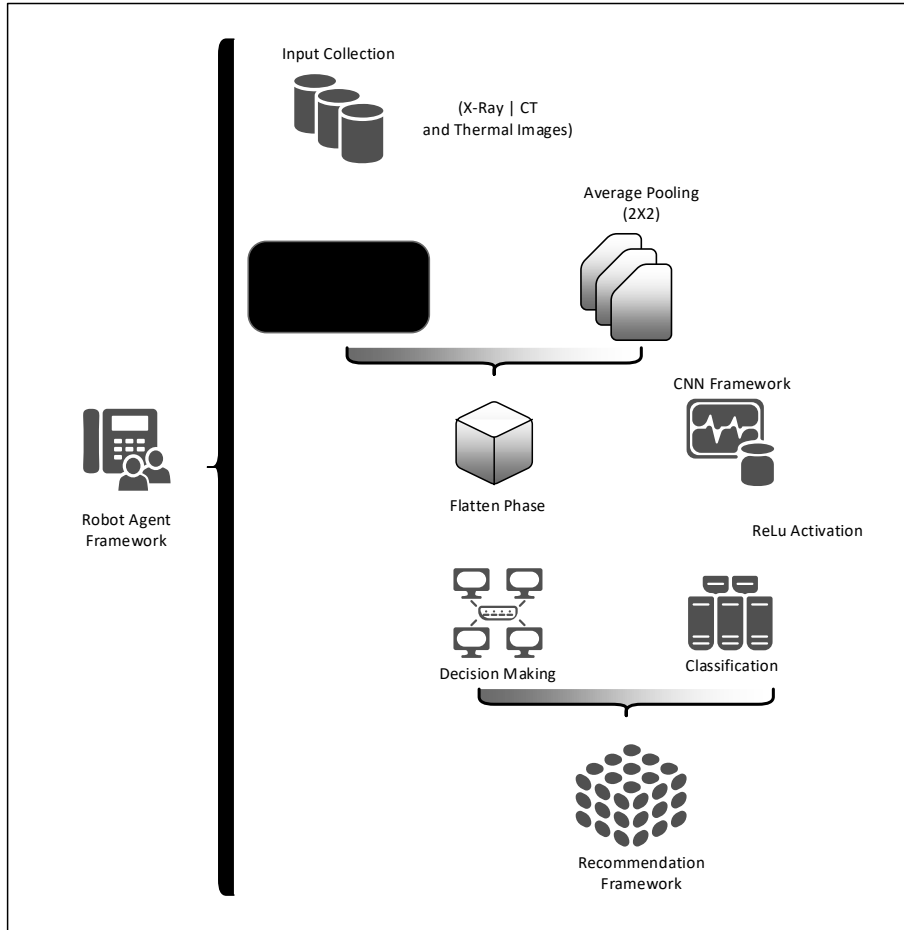 Input Collection
(X-Ray | CT
and Thermal Images)
Average Pooling
(2X2)
CNN Framework
Flatten Phase
Robot Agent
Framework
ReLu Activation
Decision Making
Classification
Recommendation
Framework